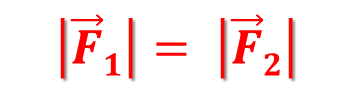 |F⃗₁| = |F⃗₂|